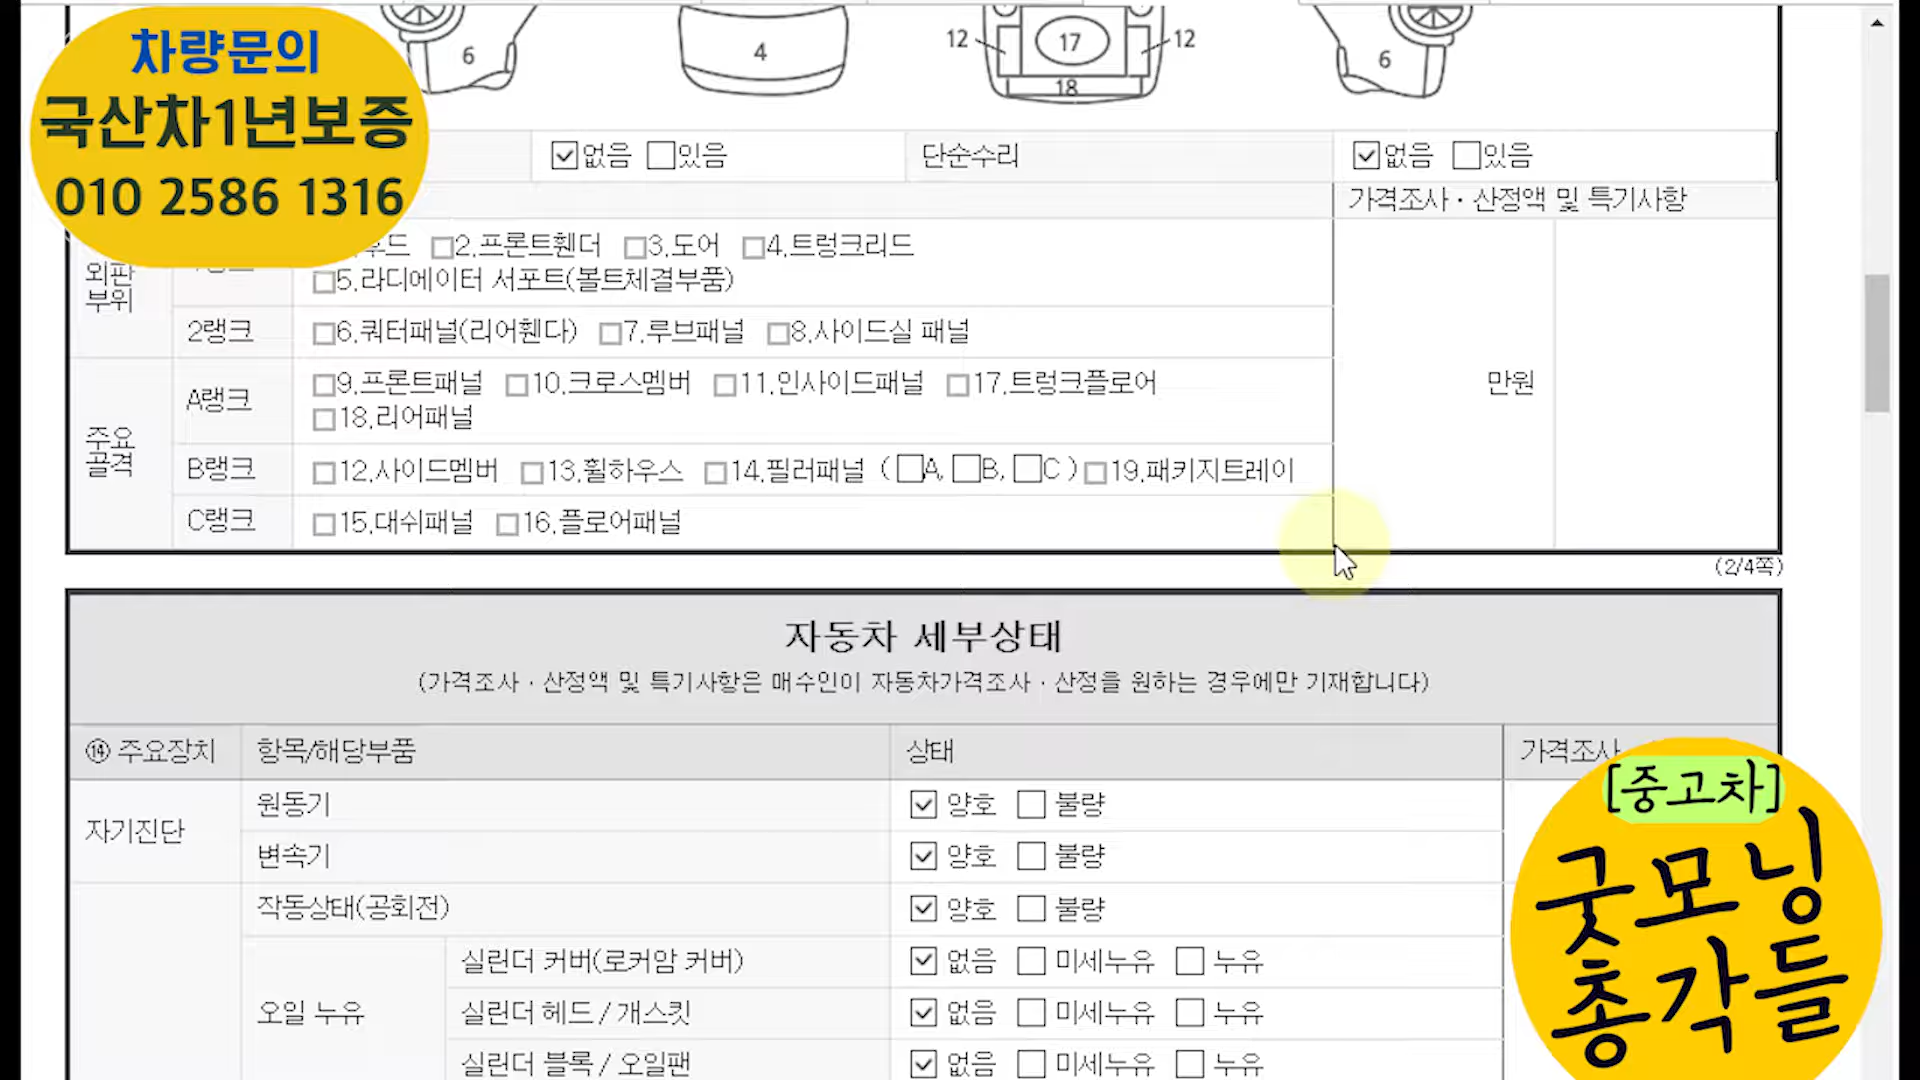 차량문의
국산차1년보증
010 2586 1316
6
4
12
17
12
18
6
없음 있음
단순수리
없음 있음
가격조사 · 산정액 및 특기사항
외판
부위
2.프론트휀더 3.도어 4.트렁크리드
5.라디에이터 서포트(볼트체결부품)
2랭크
6.쿼터패널(리어휀다) 7.루브패널 8.사이드실 패널
주요
골격
A랭크
9.프론트패널 10.크로스멤버 11.인사이드패널 17.트렁크플로어
18.리어패널
만원
B랭크
12.사이드멤버 13.휠하우스 14.필러패널 ( A, B, C ) 19.패키지트레이
C랭크
15.대쉬패널 16.플로어패널
(2/4쪽)
자동차 세부상태
(가격조사 · 산정액 및 특기사항은 매수인이 자동차가격조사 · 산정을 원하는 경우에만 기재합니다)
⑭ 주요장치
항목/해당부품
상태
가격조사
자기진단
원동기
양호 불량
변속기
양호 불량
작동상태(공회전)
양호 불량
오일 누유
실린더 커버(로커암 커버)
없음 미세누유 누유
실린더 헤드 / 개스킷
없음 미세누유 누유
실린더 블록 / 오일팬
없음 미세누유 누유
[중고차]
굿모닝
총각들